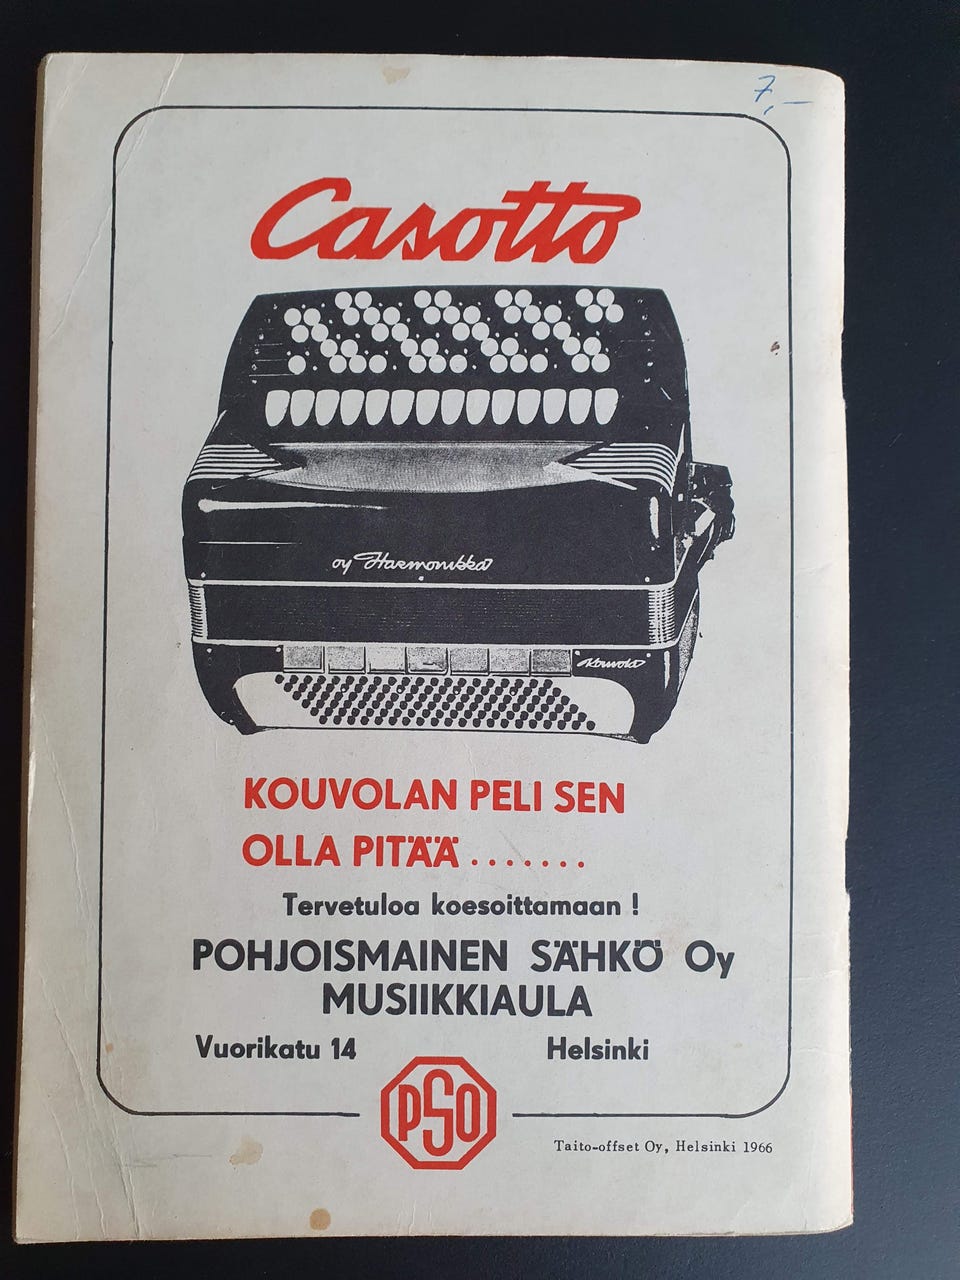 7,—
Casotto
oy Harmonikka
Kouvola
KOUVOLAN PELI SEN
OLLA PITÄÄ .......
Tervetuloa koesoittamaan !
POHJOISMAINEN SÄHKÖ Oy
MUSIIKKIAULA
Vuorikatu 14 Helsinki
PSO
Taito-offset Oy, Helsinki 1966